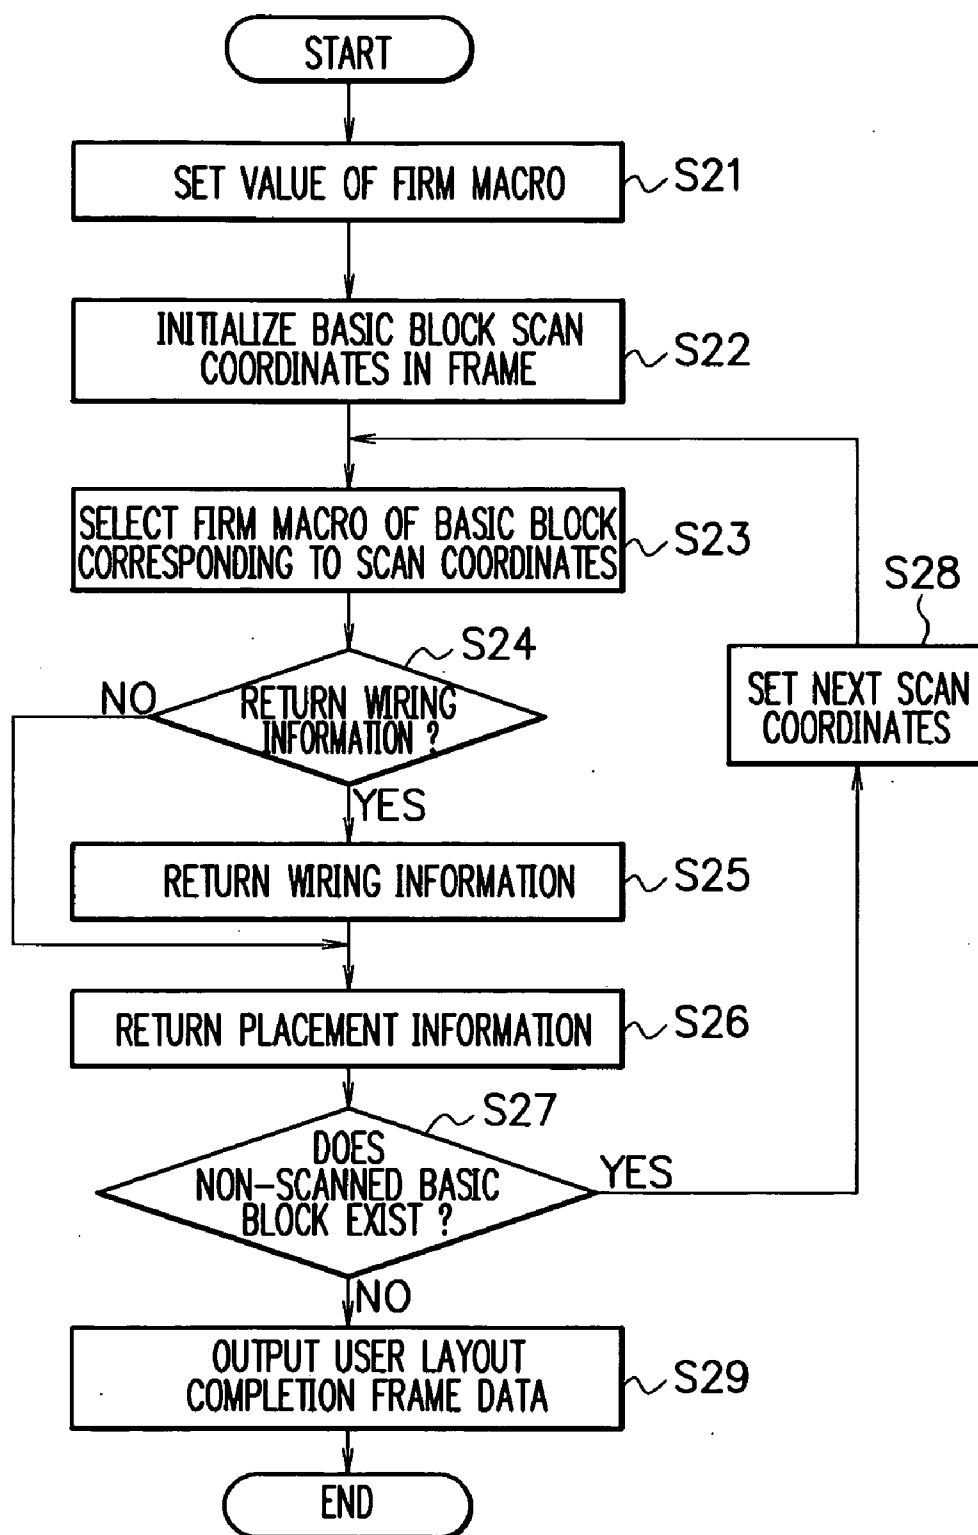 START
SET VALUE OF FIRM MACRO
S21
INITIALIZE BASIC BLOCK SCAN
COORDINATES IN FRAME
S22
SELECT FIRM MACRO OF BASIC BLOCK
CORRESPONDING TO SCAN COORDINATES
S23
S28
SET NEXT SCAN
COORDINATES
S24
NO
RETURN WIRING
INFORMATION ?
YES
RETURN WIRING INFORMATION
S25
RETURN PLACEMENT INFORMATION
S26
S27
DOES
NON-SCANNED BASIC
BLOCK EXIST ?
YES
NO
OUTPUT USER LAYOUT
COMPLETION FRAME DATA
S29
END